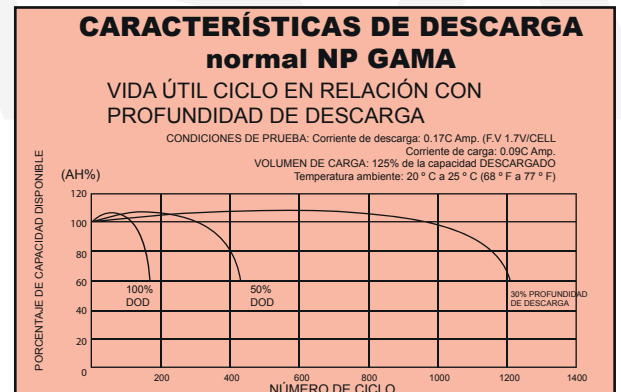 CARACTERÍSTICAS DE DESCARGA
normal NP GAMA
VIDA ÚTIL CICLO EN RELACIÓN CON
PROFUNDIDAD DE DESCARGA
CONDICIONES DE PRUEBA: Corriente de descarga: 0.17C Amp. (F.V 1.7V/CELL
Corriente de carga: 0.09C Amp.
VOLUMEN DE CARGA: 125% de la capacidad DESCARGADO
Temperatura ambiente: 20 º C a 25 º C (68 º F a 77 º F)
PORCENTAJE DE CAPACIDAD DISPONIBLE
(AH%)
120
100
80
60
40
20
0
100%
DOD
50%
DOD
30% PROFUNDIDAD
DE DESCARGA
200 400 600 800 1000 1200 1400
NÚMERO DE CICLO